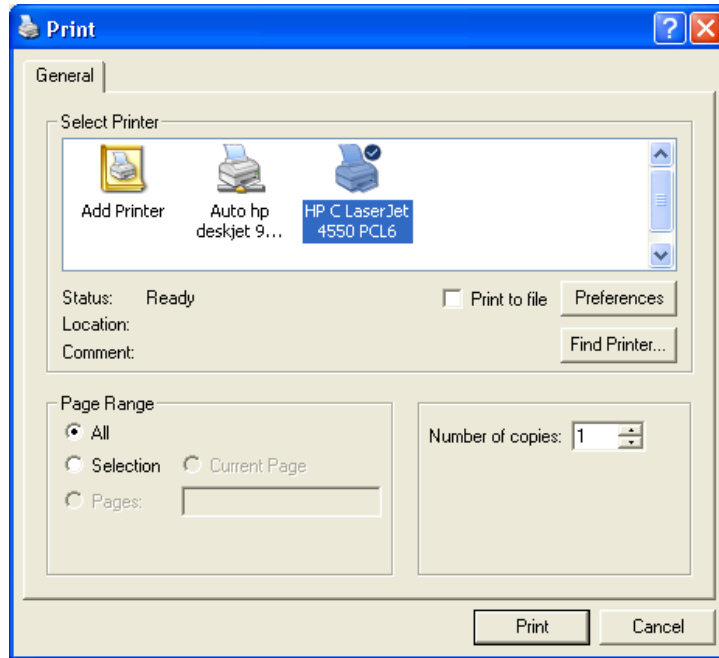 Print
General
Select Printer
Add Printer
Auto hp
deskjet 9...
HP C LaserJet
4550 PCL6
Status: Ready
Print to file
Preferences
Location:
Comment:
Find Printer...
Page Range
All
Selection
Current Page
Pages:
Number of copies: 1
Print
Cancel